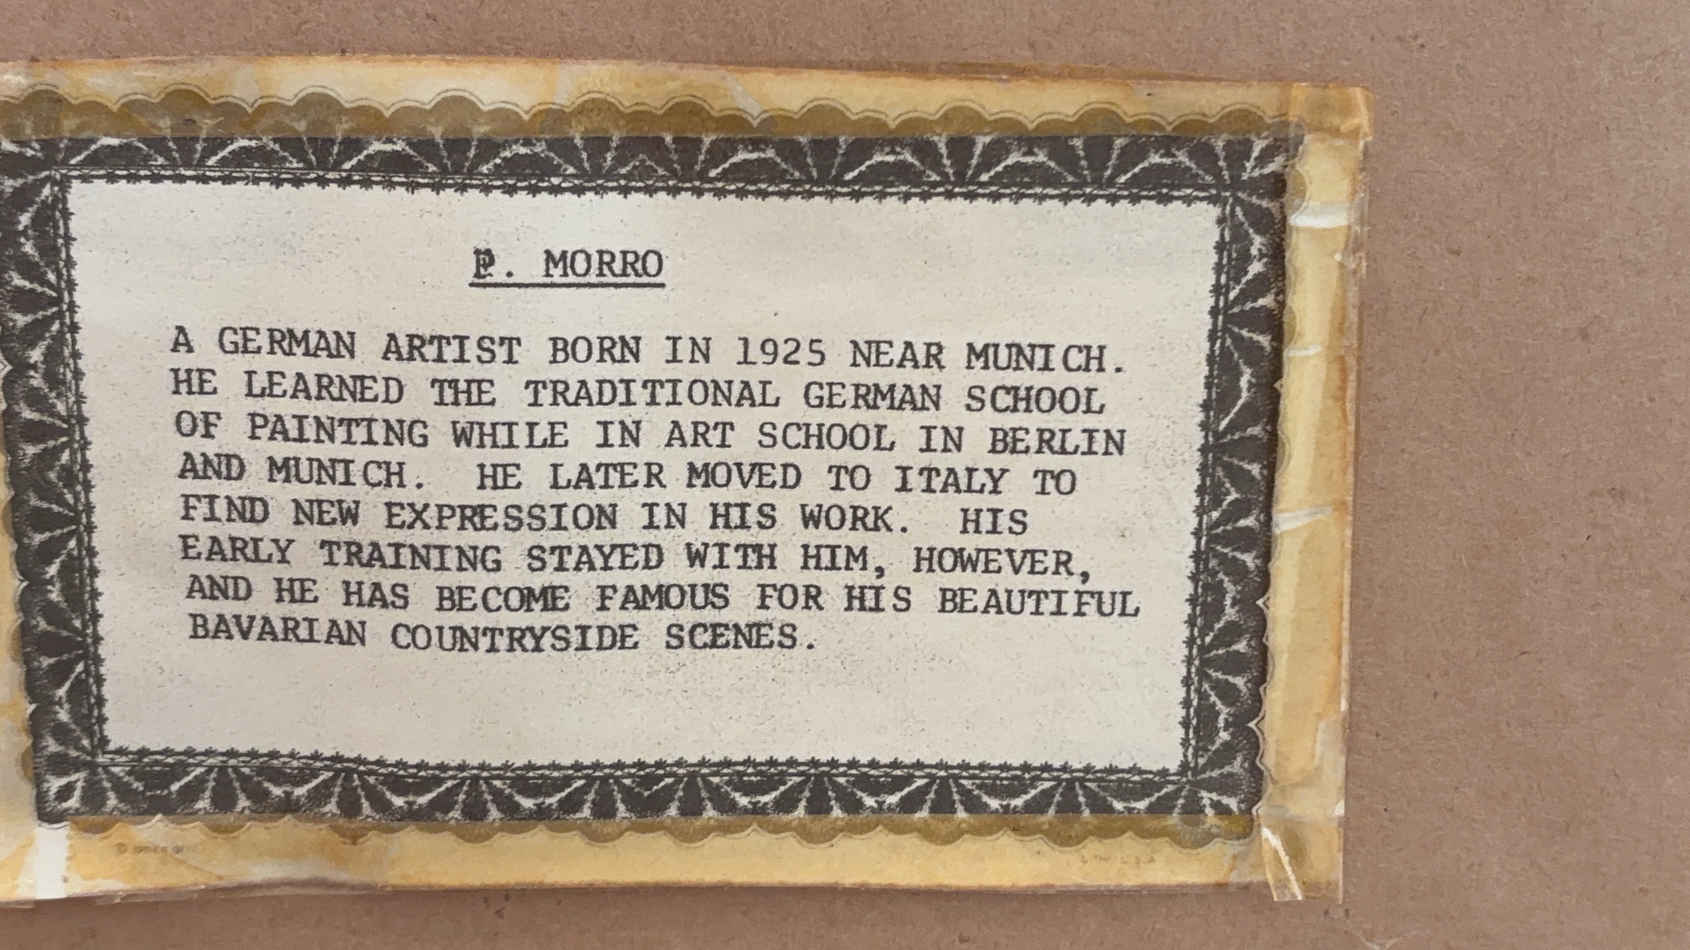 P. MORRO
A GERMAN ARTIST BORN IN 1925 NEAR MUNICH.
HE LEARNED THE TRADITIONAL GERMAN SCHOOL
OF PAINTING WHILE IN ART SCHOOL IN BERLIN
AND MUNICH. HE LATER MOVED TO ITALY TO
FIND NEW EXPRESSION IN HIS WORK. HIS
EARLY TRAINING STAYED WITH HIM, HOWEVER,
AND HE HAS BECOME FAMOUS FOR HIS BEAUTIFUL
BAVARIAN COUNTRYSIDE SCENES.